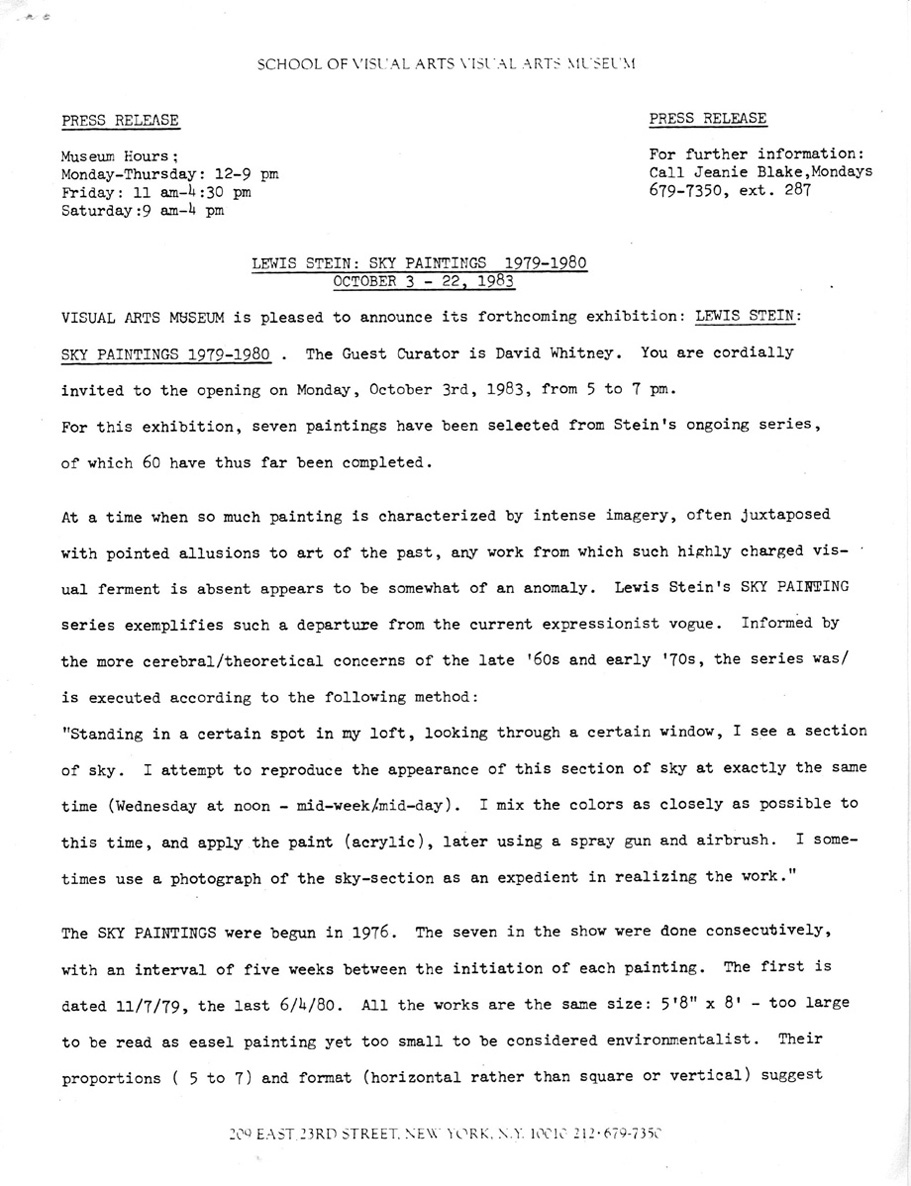 SCHOOL OF VISUAL ARTS VISUAL ARTS MUSEUM
PRESS RELEASE
Museum Hours;
Monday-Thursday: 12-9 pm
Friday: 11 am-4:30 pm
Saturday:9 am-4 pm
PRESS RELEASE
For further information:
Call Jeanie Blake,Mondays
679-7350, ext. 287
LEWIS STEIN: SKY PAINTINGS 1979-1980
OCTOBER 3 - 22, 1983
VISUAL ARTS MUSEUM is pleased to announce its forthcoming exhibition: LEWIS STEIN:
SKY PAINTINGS 1979-1980 . The Guest Curator is David Whitney. You are cordially
invited to the opening on Monday, October 3rd, 1983, from 5 to 7 pm.
For this exhibition, seven paintings have been selected from Stein's ongoing series,
of which 60 have thus far been completed.
At a time when so much painting is characterized by intense imagery, often juxtaposed
with pointed allusions to art of the past, any work from which such highly charged vis-
ual ferment is absent appears to be somewhat of an anomaly. Lewis Stein's SKY PAINTING
series exemplifies such a departure from the current expressionist vogue. Informed by
the more cerebral/theoretical concerns of the late '60s and early '70s, the series was/
is executed according to the following method:
"Standing in a certain spot in my loft, looking through a certain window, I see a section
of sky. I attempt to reproduce the appearance of this section of sky at exactly the same
time (Wednesday at noon - mid-week/mid-day). I mix the colors as closely as possible to
this time, and apply the paint (acrylic), later using a spray gun and airbrush. I some-
times use a photograph of the sky-section as an expedient in realizing the work."
The SKY PAINTINGS were begun in 1976. The seven in the show were done consecutively,
with an interval of five weeks between the initiation of each painting. The first is
dated 11/7/79, the last 6/4/80. All the works are the same size: 5'8" x 8' - too large
to be read as easel painting yet too small to be considered environmentalist. Their
proportions ( 5 to 7) and format (horizontal rather than square or vertical) suggest
209 EAST 23RD STREET, NEW YORK, N.Y. 10010 212·679-7350